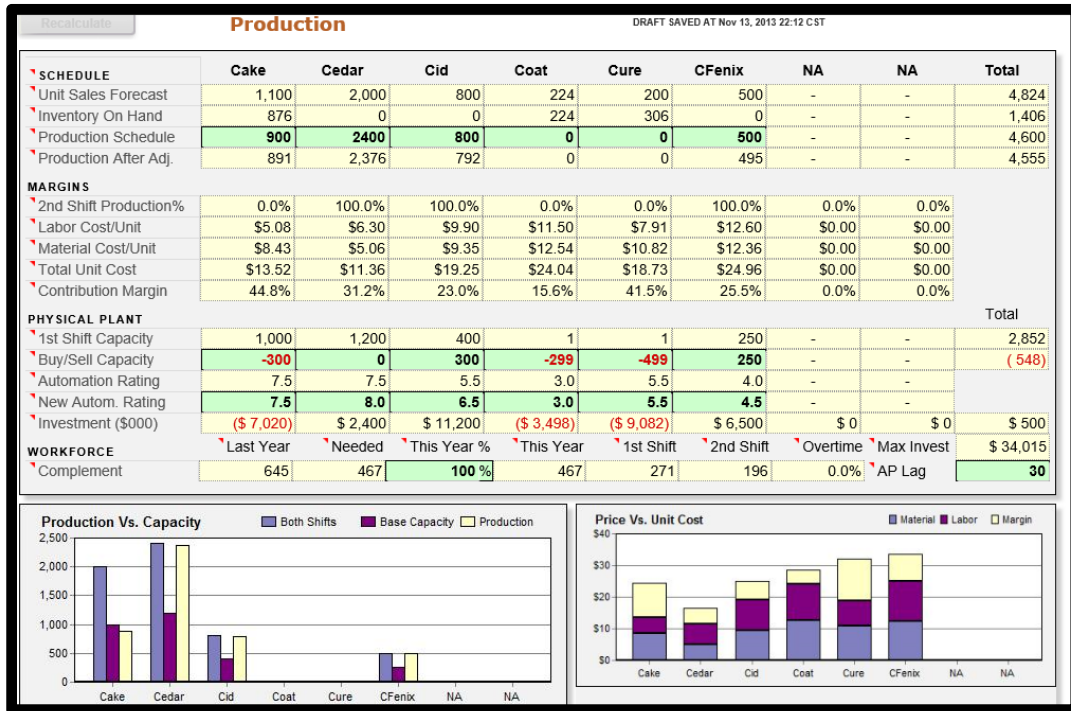 Recalculate
Production
DRAFT SAVED AT Nov 13, 2013 22:12 CST
SCHEDULE Cake Cedar Cid Coat Cure CFenix NA NA Total
Unit Sales Forecast 1,100 2,000 800 224 200 500 - - 4,824
Inventory On Hand 876 0 0 224 306 0 - - 1,406
Production Schedule 900 2400 800 0 0 500 - - 4,600
Production After Adj. 891 2,376 792 0 0 495 - - 4,555
MARGINS
2nd Shift Production% 0.0% 100.0% 100.0% 0.0% 0.0% 100.0% 0.0% 0.0%
Labor Cost/Unit $5.08 $6.30 $9.90 $11.50 $7.91 $12.60 $0.00 $0.00
Material Cost/Unit $8.43 $5.06 $9.35 $12.54 $10.82 $12.36 $0.00 $0.00
Total Unit Cost $13.52 $11.36 $19.25 $24.04 $18.73 $24.96 $0.00 $0.00
Contribution Margin 44.8% 31.2% 23.0% 15.6% 41.5% 25.5% 0.0% 0.0%
PHYSICAL PLANT Total
1st Shift Capacity 1,000 1,200 400 1 1 250 - - 2,852
Buy/Sell Capacity -300 0 300 -299 -499 250 - - ( 548)
Automation Rating 7.5 7.5 5.5 3.0 5.5 4.0 - -
New Autom. Rating 7.5 8.0 6.5 3.0 5.5 4.5 - -
Investment ($000) ($ 7,020) $ 2,400 $ 11,200 ($ 3,498) ($ 9,082) $ 6,500 $ 0 $ 0 $ 500
WORKFORCE Last Year Needed This Year % This Year 1st Shift 2nd Shift Overtime Max Invest $ 34,015
Complement 645 467 100 % 467 271 196 0.0% AP Lag 30
Production Vs. Capacity Both Shifts Base Capacity Production
2,500
2,000
1,500
1,000
500
0
Cake Cedar Cid Coat Cure CFenix NA NA
Price Vs. Unit Cost Material Labor Margin
$40
$30
$20
$10
$0
Cake Cedar Cid Coat Cure CFenix NA NA